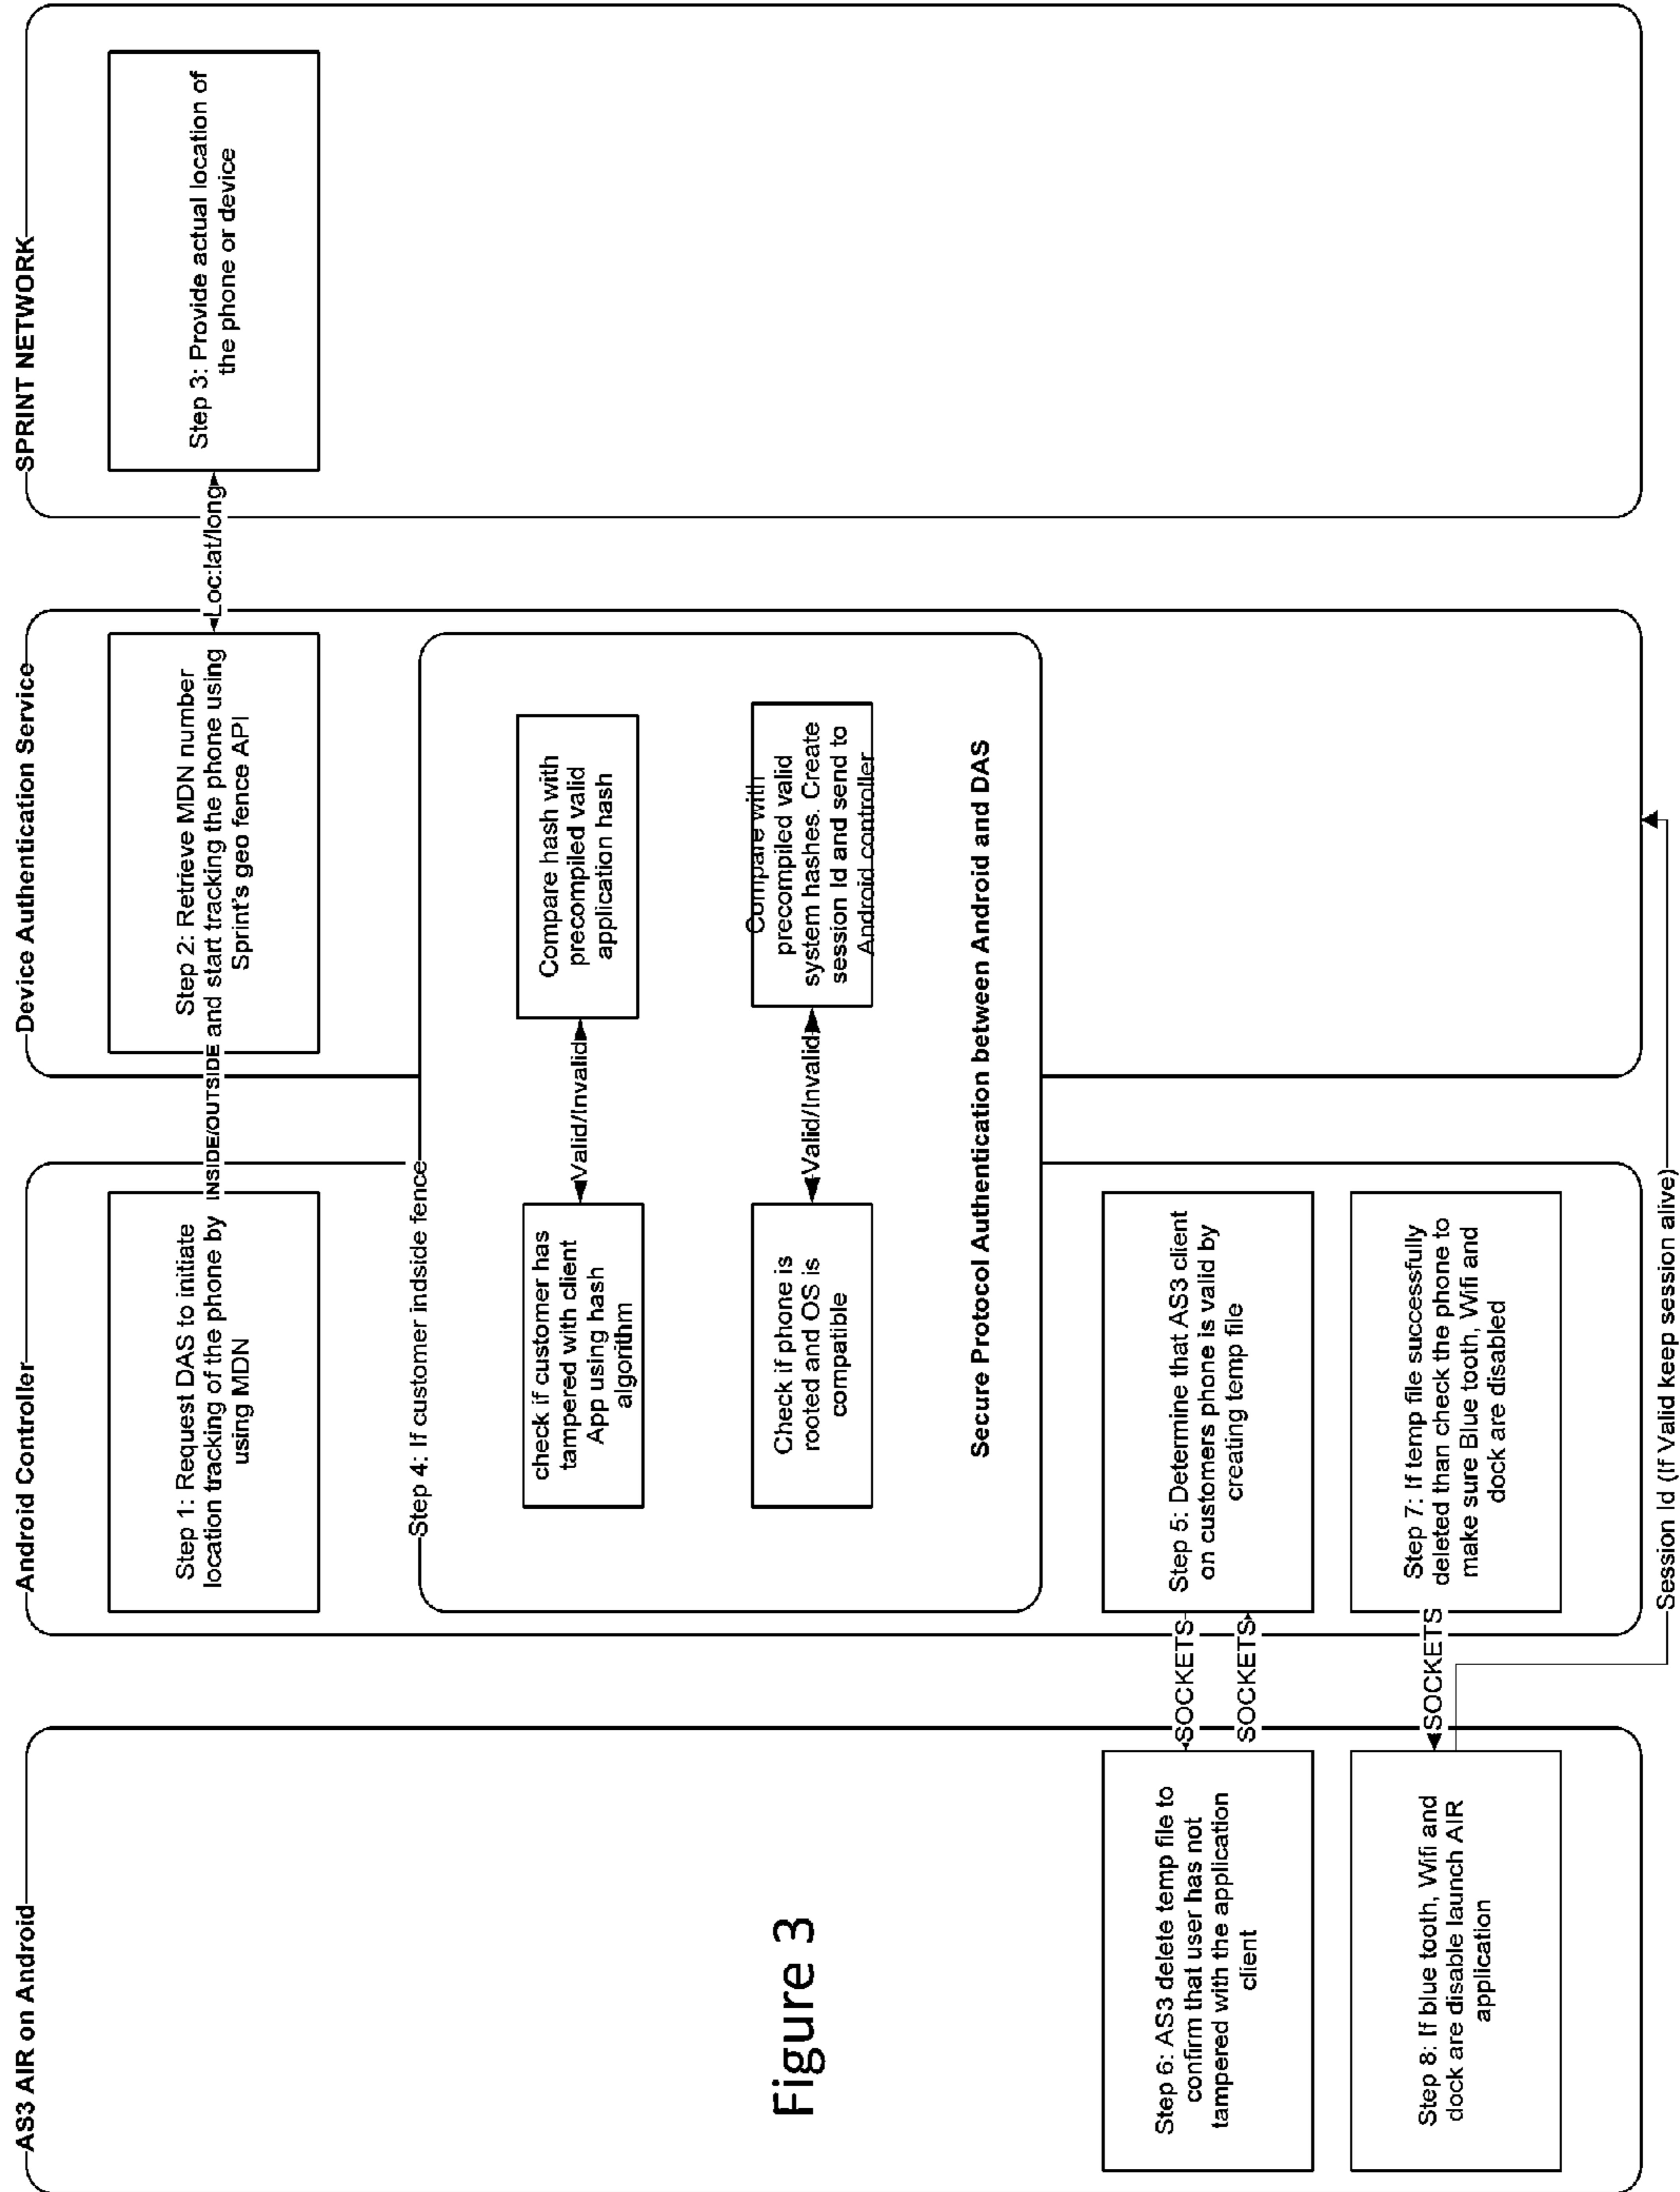 AS3 AIR on Android
Android Controller
Device Authentication Service
SPRINT NETWORK
Step 1: Request DAS to initiate
location tracking of the phone by
using MDN
INSIDE/OUTSIDE
Step 2: Retrieve MDN number
and start tracking the phone using
Sprint's geo fence API
Loc:lat/long
Step 3: Provide actual location of
the phone or device
Step 4: If customer indside fence
check if customer has
tampered with client
App using hash
algorithm
Valid/Invalid
Compare hash with
precompiled valid
application hash
Check if phone is
rooted and OS is
compatible
Valid/Invalid
Compare with
precompiled valid
system hashes. Create
session Id and send to
Android controller
Secure Protocol Authentication between Android and DAS
Step 5: Determine that AS3 client
on customers phone is valid by
creating temp file
SOCKETS
SOCKETS
Step 6: AS3 delete temp file to
confirm that user has not
tampered with the application
client
Step 7: If temp file successfully
deleted than check the phone to
make sure Blue tooth, Wifi and
dock are disabled
SOCKETS
Step 8: If blue tooth, Wifi and
dock are disable launch AIR
application
Session Id (If Valid keep session alive)
Figure 3